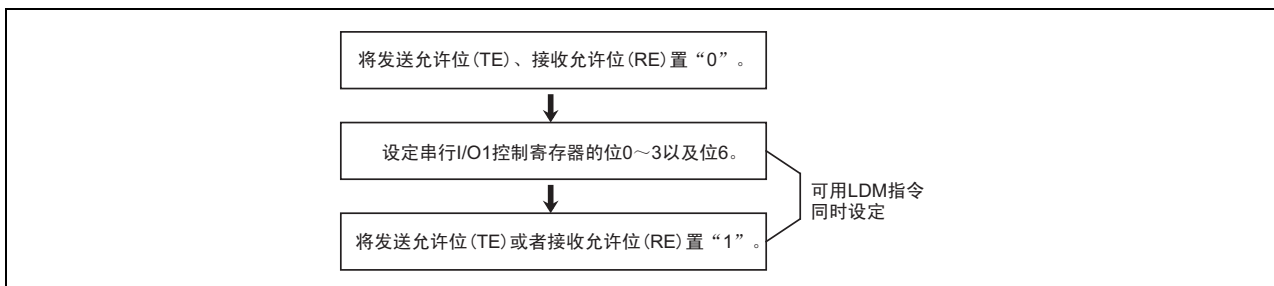 将发送允许位(TE)、接收允许位(RE)置“0”。
设定串行I/O1控制寄存器的位0～3以及位6。
可用LDM指令
同时设定
将发送允许位(TE)或者接收允许位(RE)置“1”。